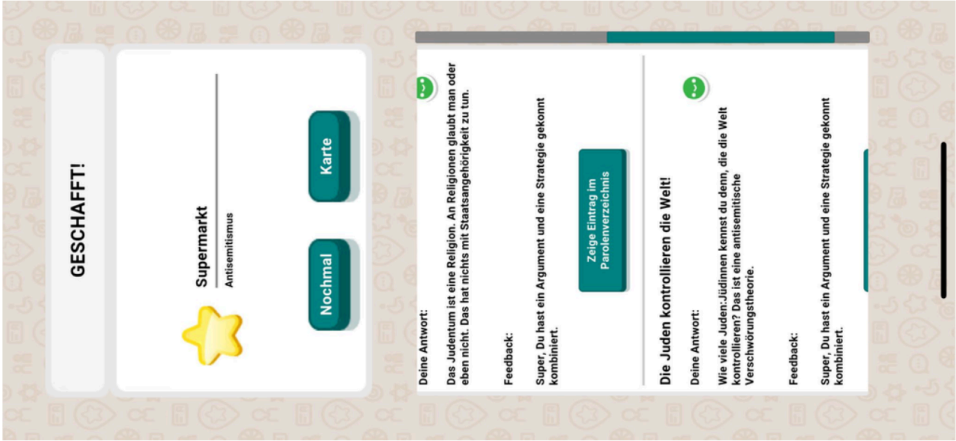 GESCHAFFT!
Supermarkt
Antisemitismus
Nochmal
Karte
Deine Antwort:
Das Judentum ist eine Religion. An Religionen glaubt man oder
eben nicht. Das hat nichts mit Staatsangehörigkeit zu tun.
Feedback:
Super, Du hast ein Argument und eine Strategie gekonnt
kombiniert.
Zeige Eintrag im
Parolenverzeichnis
Die Juden kontrollieren die Welt!
Deine Antwort:
Wie viele Juden:Jüdinnen kennst du denn, die die Welt
kontrollieren? Das ist eine antisemitische
Verschwörungstheorie.
Feedback:
Super, Du hast ein Argument und eine Strategie gekonnt
kombiniert.